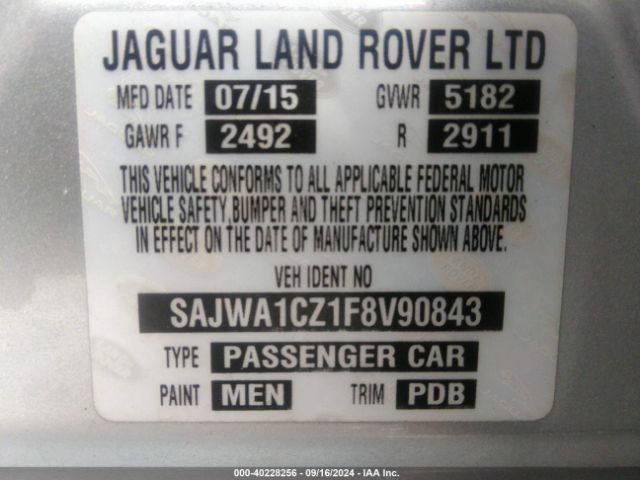 JAGUAR LAND ROVER LTD
MFD DATE 07/15 GVWR 5182
GAWR F 2492 R 2911
THIS VEHICLE CONFORMS TO ALL APPLICABLE FEDERAL MOTOR
VEHICLE SAFETY,BUMPER AND THEFT PREVENTION STANDARDS
IN EFFECT ON THE DATE OF MANUFACTURE SHOWN ABOVE.
VEH IDENT NO
SAJWA1CZ1F8V90843
TYPE PASSENGER CAR
PAINT MEN TRIM PDB
000-40228256 - 09/16/2024 - IAA Inc.